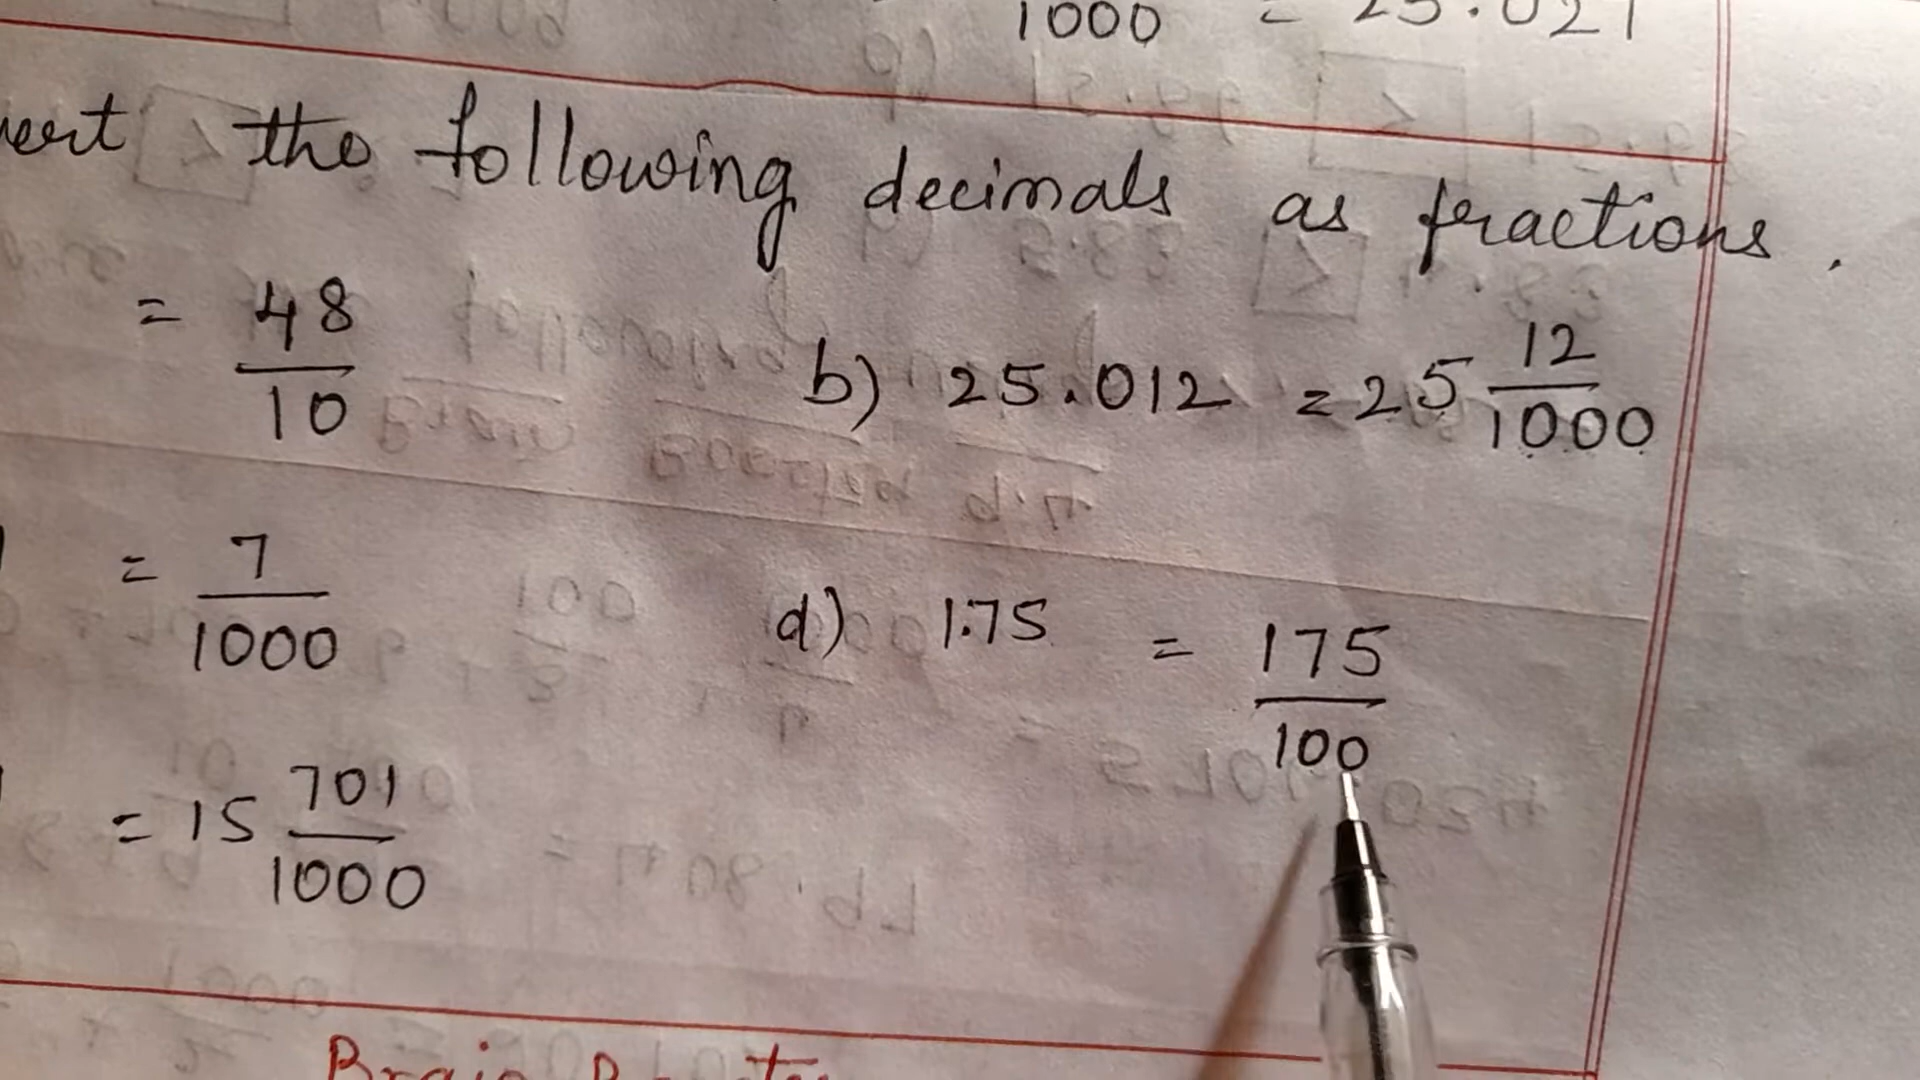 1000 = 25.021
the following decimals as fractions.
= 48/10 b) 25.012 = 25 12/1000
= 7/1000 d) 1.75 = 175/100
= 15 701/1000
Brain